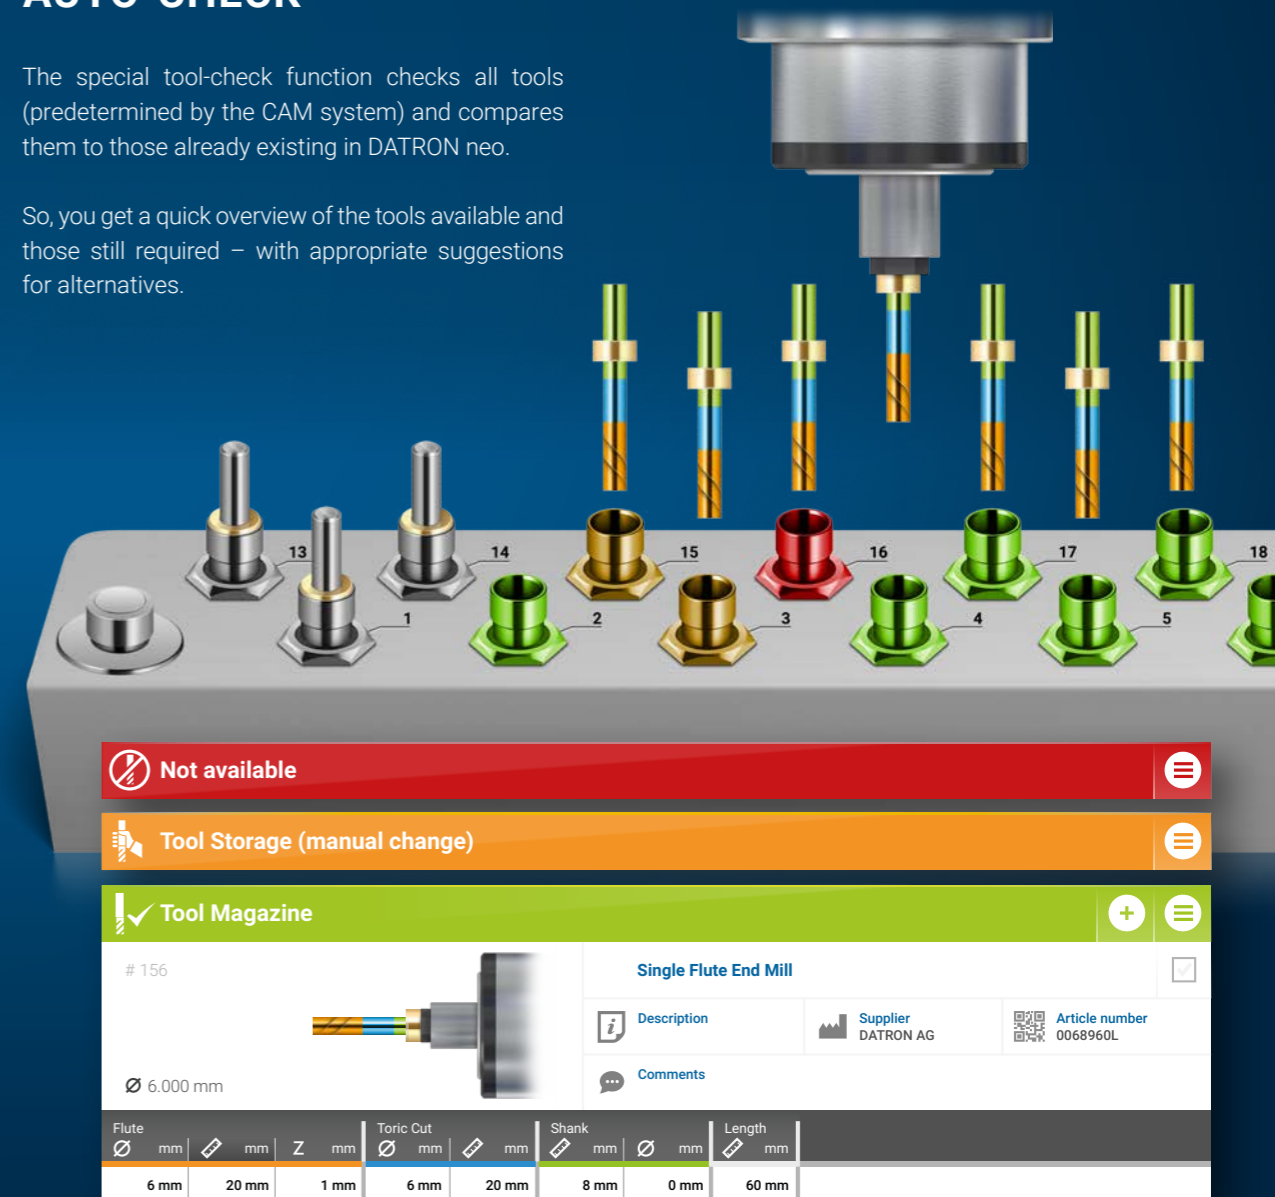 AUTO-CHECK
The special tool-check function checks all tools
(predetermined by the CAM system) and compares
them to those already existing in DATRON neo.
So, you get a quick overview of the tools available and
those still required – with appropriate suggestions
for alternatives.
13
14
15
16
17
18
1
2
3
4
5
Not available
Tool Storage (manual change)
Tool Magazine
# 156
Single Flute End Mill
Description
Supplier
DATRON AG
Article number
0068960L
Comments
Ø 6.000 mm
Flute Toric Cut Shank Length
Ø mm mm Z mm Ø mm mm mm Ø mm mm
6 mm 20 mm 1 mm 6 mm 20 mm 8 mm 0 mm 60 mm